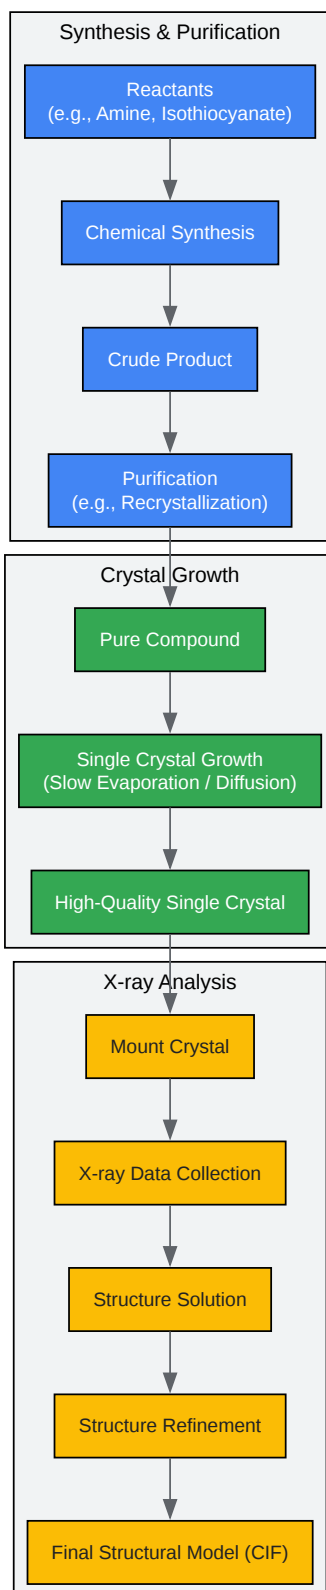 Synthesis & Purification
Reactants
(e.g., Amine, Isothiocyanate)
Chemical Synthesis
Crude Product
Purification
(e.g., Recrystallization)
Crystal Growth
Pure Compound
Single Crystal Growth
(Slow Evaporation / Diffusion)
High-Quality Single Crystal
X-ray Analysis
Mount Crystal
X-ray Data Collection
Structure Solution
Structure Refinement
Final Structural Model (CIF)